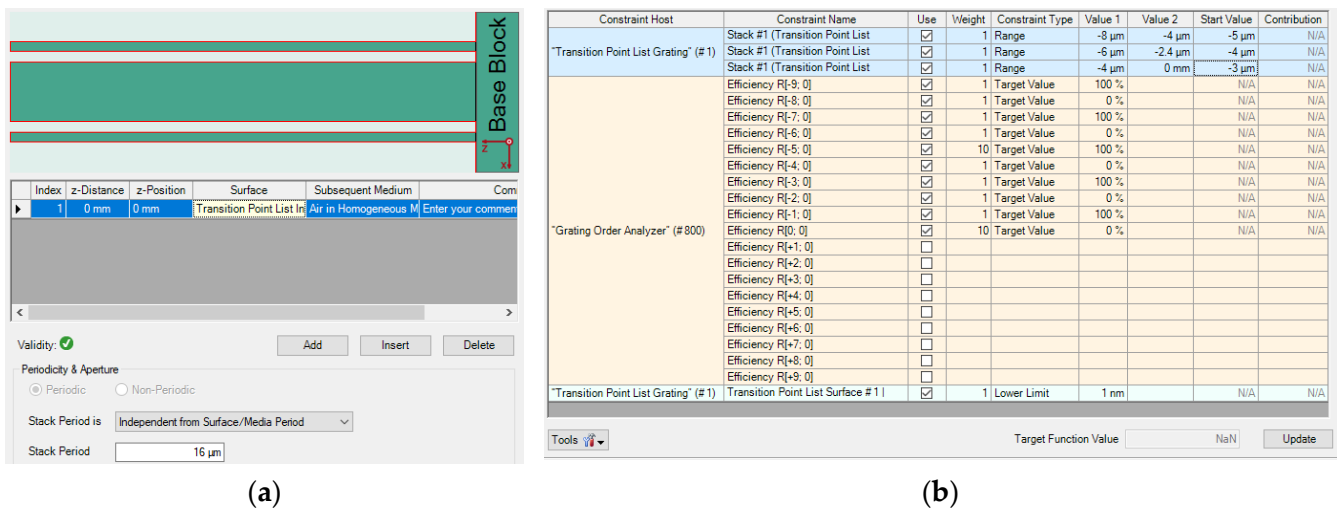 Base Block
z
x
Index z-Distance z-Position Surface Subsequent Medium Com
1 0 mm 0 mm Transition Point List In Air in Homogeneous M Enter your commen
Validity:
Add Insert Delete
Periodicity & Aperture
Periodic Non-Periodic
Stack Period is Independent from Surface/Media Period
Stack Period 16 µm
(a)
Constraint Host Constraint Name Use Weight Constraint Type Value 1 Value 2 Start Value Contribution
Stack #1 (Transition Point List 1 Range -8 µm -4 µm -5 µm N/A
"Transition Point List Grating" (# 1) Stack #1 (Transition Point List 1 Range -6 µm -2.4 µm -4 µm N/A
Stack #1 (Transition Point List 1 Range -4 µm 0 mm -3 µm N/A
Efficiency R[-9; 0] 1 Target Value 100 % N/A N/A
Efficiency R[-8; 0] 1 Target Value 0 % N/A N/A
Efficiency R[-7; 0] 1 Target Value 100 % N/A N/A
Efficiency R[-6; 0] 1 Target Value 0 % N/A N/A
Efficiency R[-5; 0] 10 Target Value 100 % N/A N/A
Efficiency R[-4; 0] 1 Target Value 0 % N/A N/A
Efficiency R[-3; 0] 1 Target Value 100 % N/A N/A
Efficiency R[-2; 0] 1 Target Value 0 % N/A N/A
Efficiency R[-1; 0] 1 Target Value 100 % N/A N/A
"Grating Order Analyzer" (# 800) Efficiency R[0; 0] 10 Target Value 0 % N/A N/A
Efficiency R[+1; 0]
Efficiency R[+2; 0]
Efficiency R[+3; 0]
Efficiency R[+4; 0]
Efficiency R[+5; 0]
Efficiency R[+6; 0]
Efficiency R[+7; 0]
Efficiency R[+8; 0]
Efficiency R[+9; 0]
"Transition Point List Grating" (# 1) Transition Point List Surface # 1 | 1 Lower Limit 1 nm N/A N/A
Tools Target Function Value NaN Update
(b)